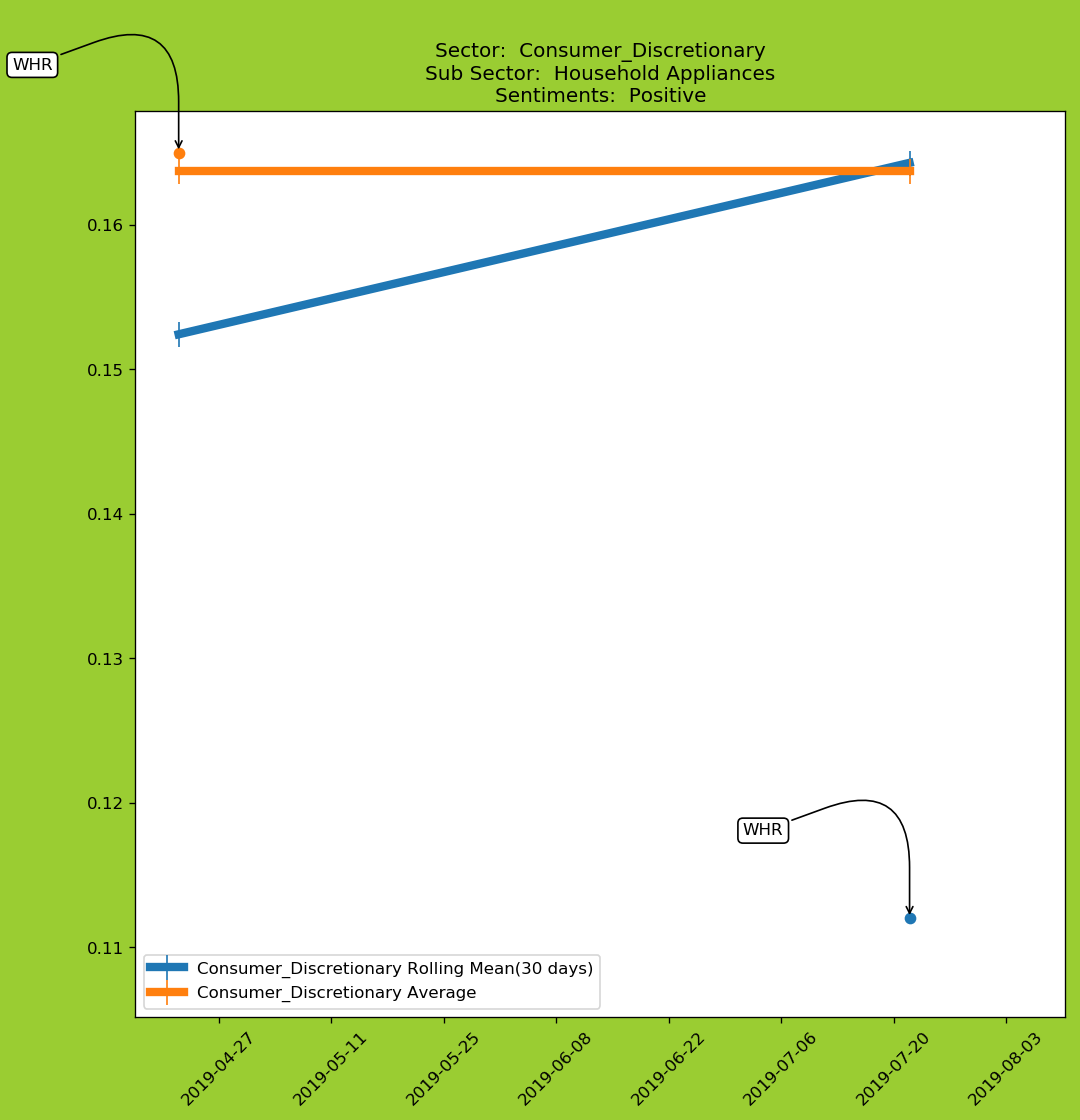 WHR
Sector:  Consumer_Discretionary
Sub Sector:  Household Appliances
Sentiments:  Positive
0.16
0.15
0.14
0.13
0.12
0.11
WHR
Consumer_Discretionary Rolling Mean(30 days)
Consumer_Discretionary Average
2019-04-27
2019-05-11
2019-05-25
2019-06-08
2019-06-22
2019-07-06
2019-07-20
2019-08-03